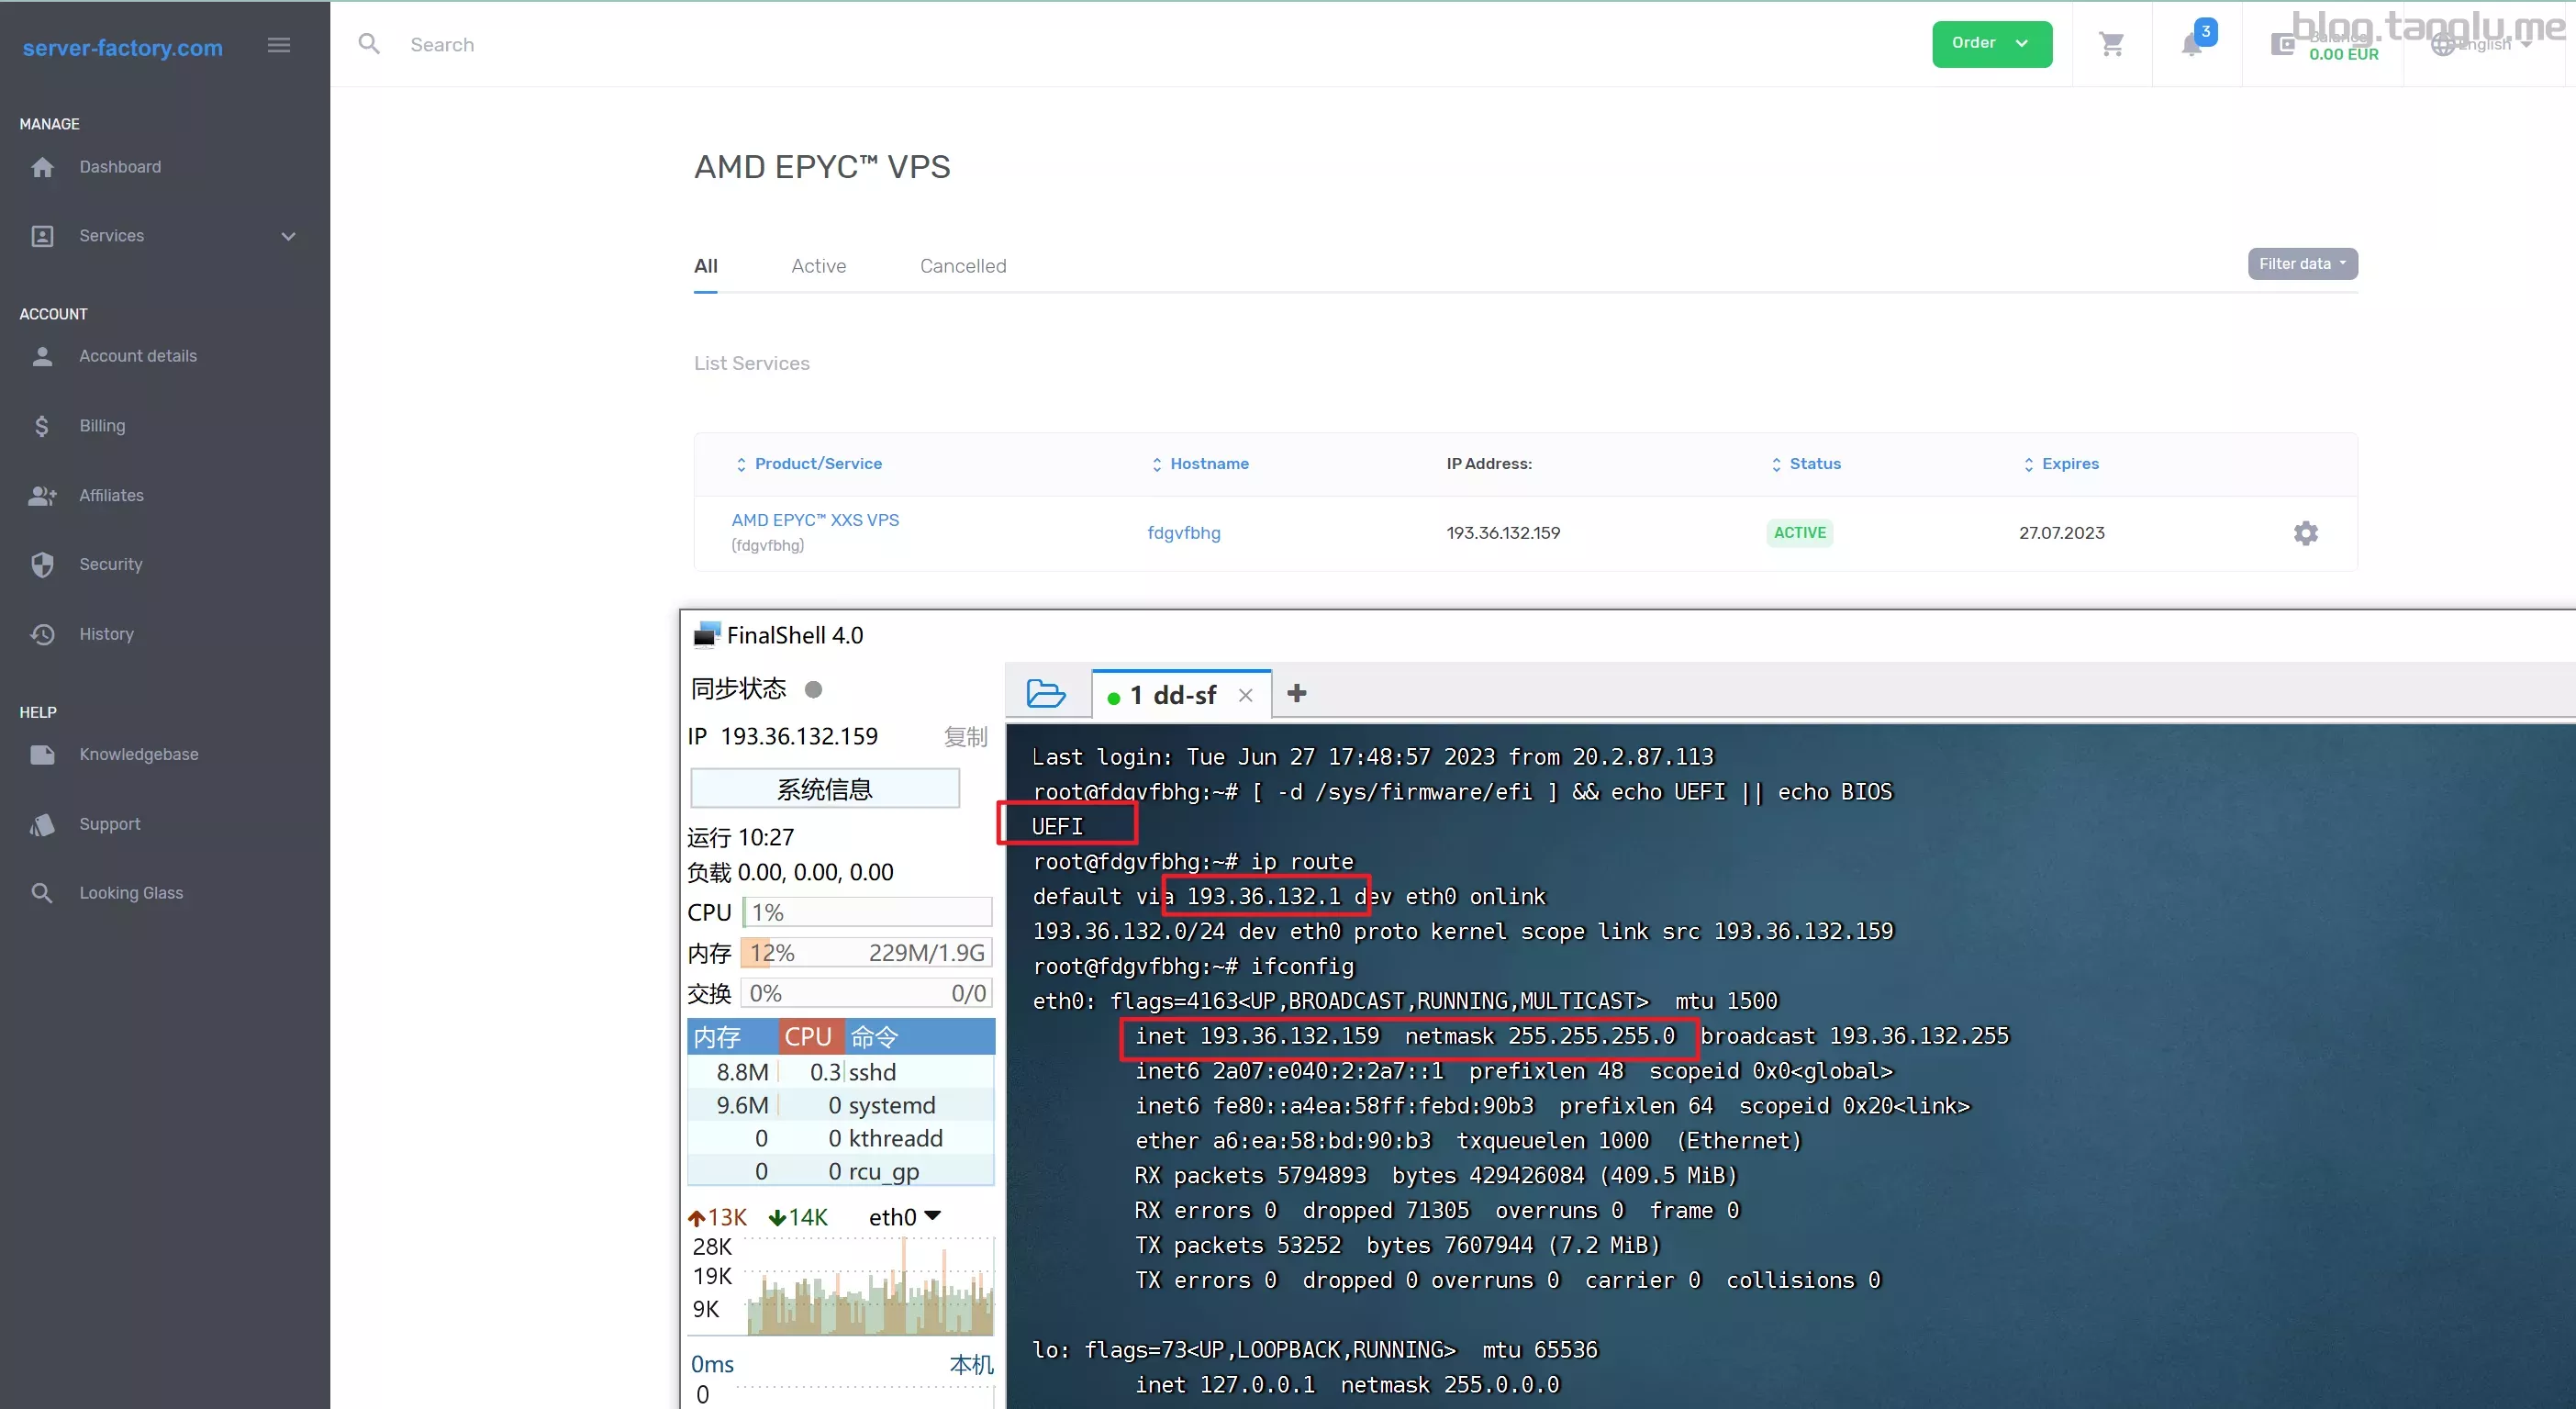 server-factory.com
Search
Order
3
Balance
0.00 EUR
English
blog.tanglu.me
MANAGE
Dashboard
Services
ACCOUNT
Account details
Billing
Affiliates
Security
History
HELP
Knowledgebase
Support
Looking Glass
AMD EPYC™ VPS
All Active Cancelled
Filter data
List Services
Product/Service Hostname IP Address: Status Expires
AMD EPYC™ XXS VPS
(fdgvfbhg)
fdgvfbhg 193.36.132.159 ACTIVE 27.07.2023
FinalShell 4.0
同步状态
IP 193.36.132.159 复制
系统信息
运行 10:27
负载 0.00, 0.00, 0.00
CPU 1%
内存 12% 229M/1.9G
交换 0% 0/0
内存 CPU 命令
8.8M 0.3 sshd
9.6M 0 systemd
0 0 kthreadd
0 0 rcu_gp
13K 14K eth0
28K
19K
9K
0ms 本机
0
1 dd-sf
Last login: Tue Jun 27 17:48:57 2023 from 20.2.87.113
root@fdgvfbhg:~# [ -d /sys/firmware/efi ] && echo UEFI || echo BIOS
UEFI
root@fdgvfbhg:~# ip route
default via 193.36.132.1 dev eth0 onlink
193.36.132.0/24 dev eth0 proto kernel scope link src 193.36.132.159
root@fdgvfbhg:~# ifconfig
eth0: flags=4163<UP,BROADCAST,RUNNING,MULTICAST>  mtu 1500
inet 193.36.132.159  netmask 255.255.255.0  broadcast 193.36.132.255
inet6 2a07:e040:2:2a7::1  prefixlen 48  scopeid 0x0<global>
inet6 fe80::a4ea:58ff:febd:90b3  prefixlen 64  scopeid 0x20<link>
ether a6:ea:58:bd:90:b3  txqueuelen 1000  (Ethernet)
RX packets 5794893  bytes 429426084 (409.5 MiB)
RX errors 0  dropped 71305  overruns 0  frame 0
TX packets 53252  bytes 7607944 (7.2 MiB)
TX errors 0  dropped 0 overruns 0  carrier 0  collisions 0
lo: flags=73<UP,LOOPBACK,RUNNING>  mtu 65536
inet 127.0.0.1  netmask 255.0.0.0